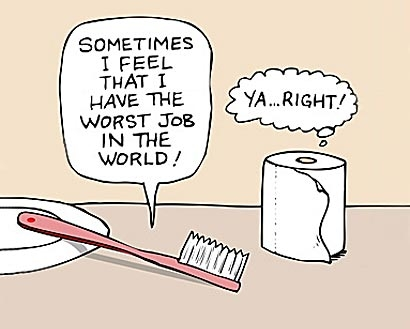 SOMETIMES
I FEEL
THAT I
HAVE THE
WORST JOB
IN THE
WORLD!
YA...RIGHT!